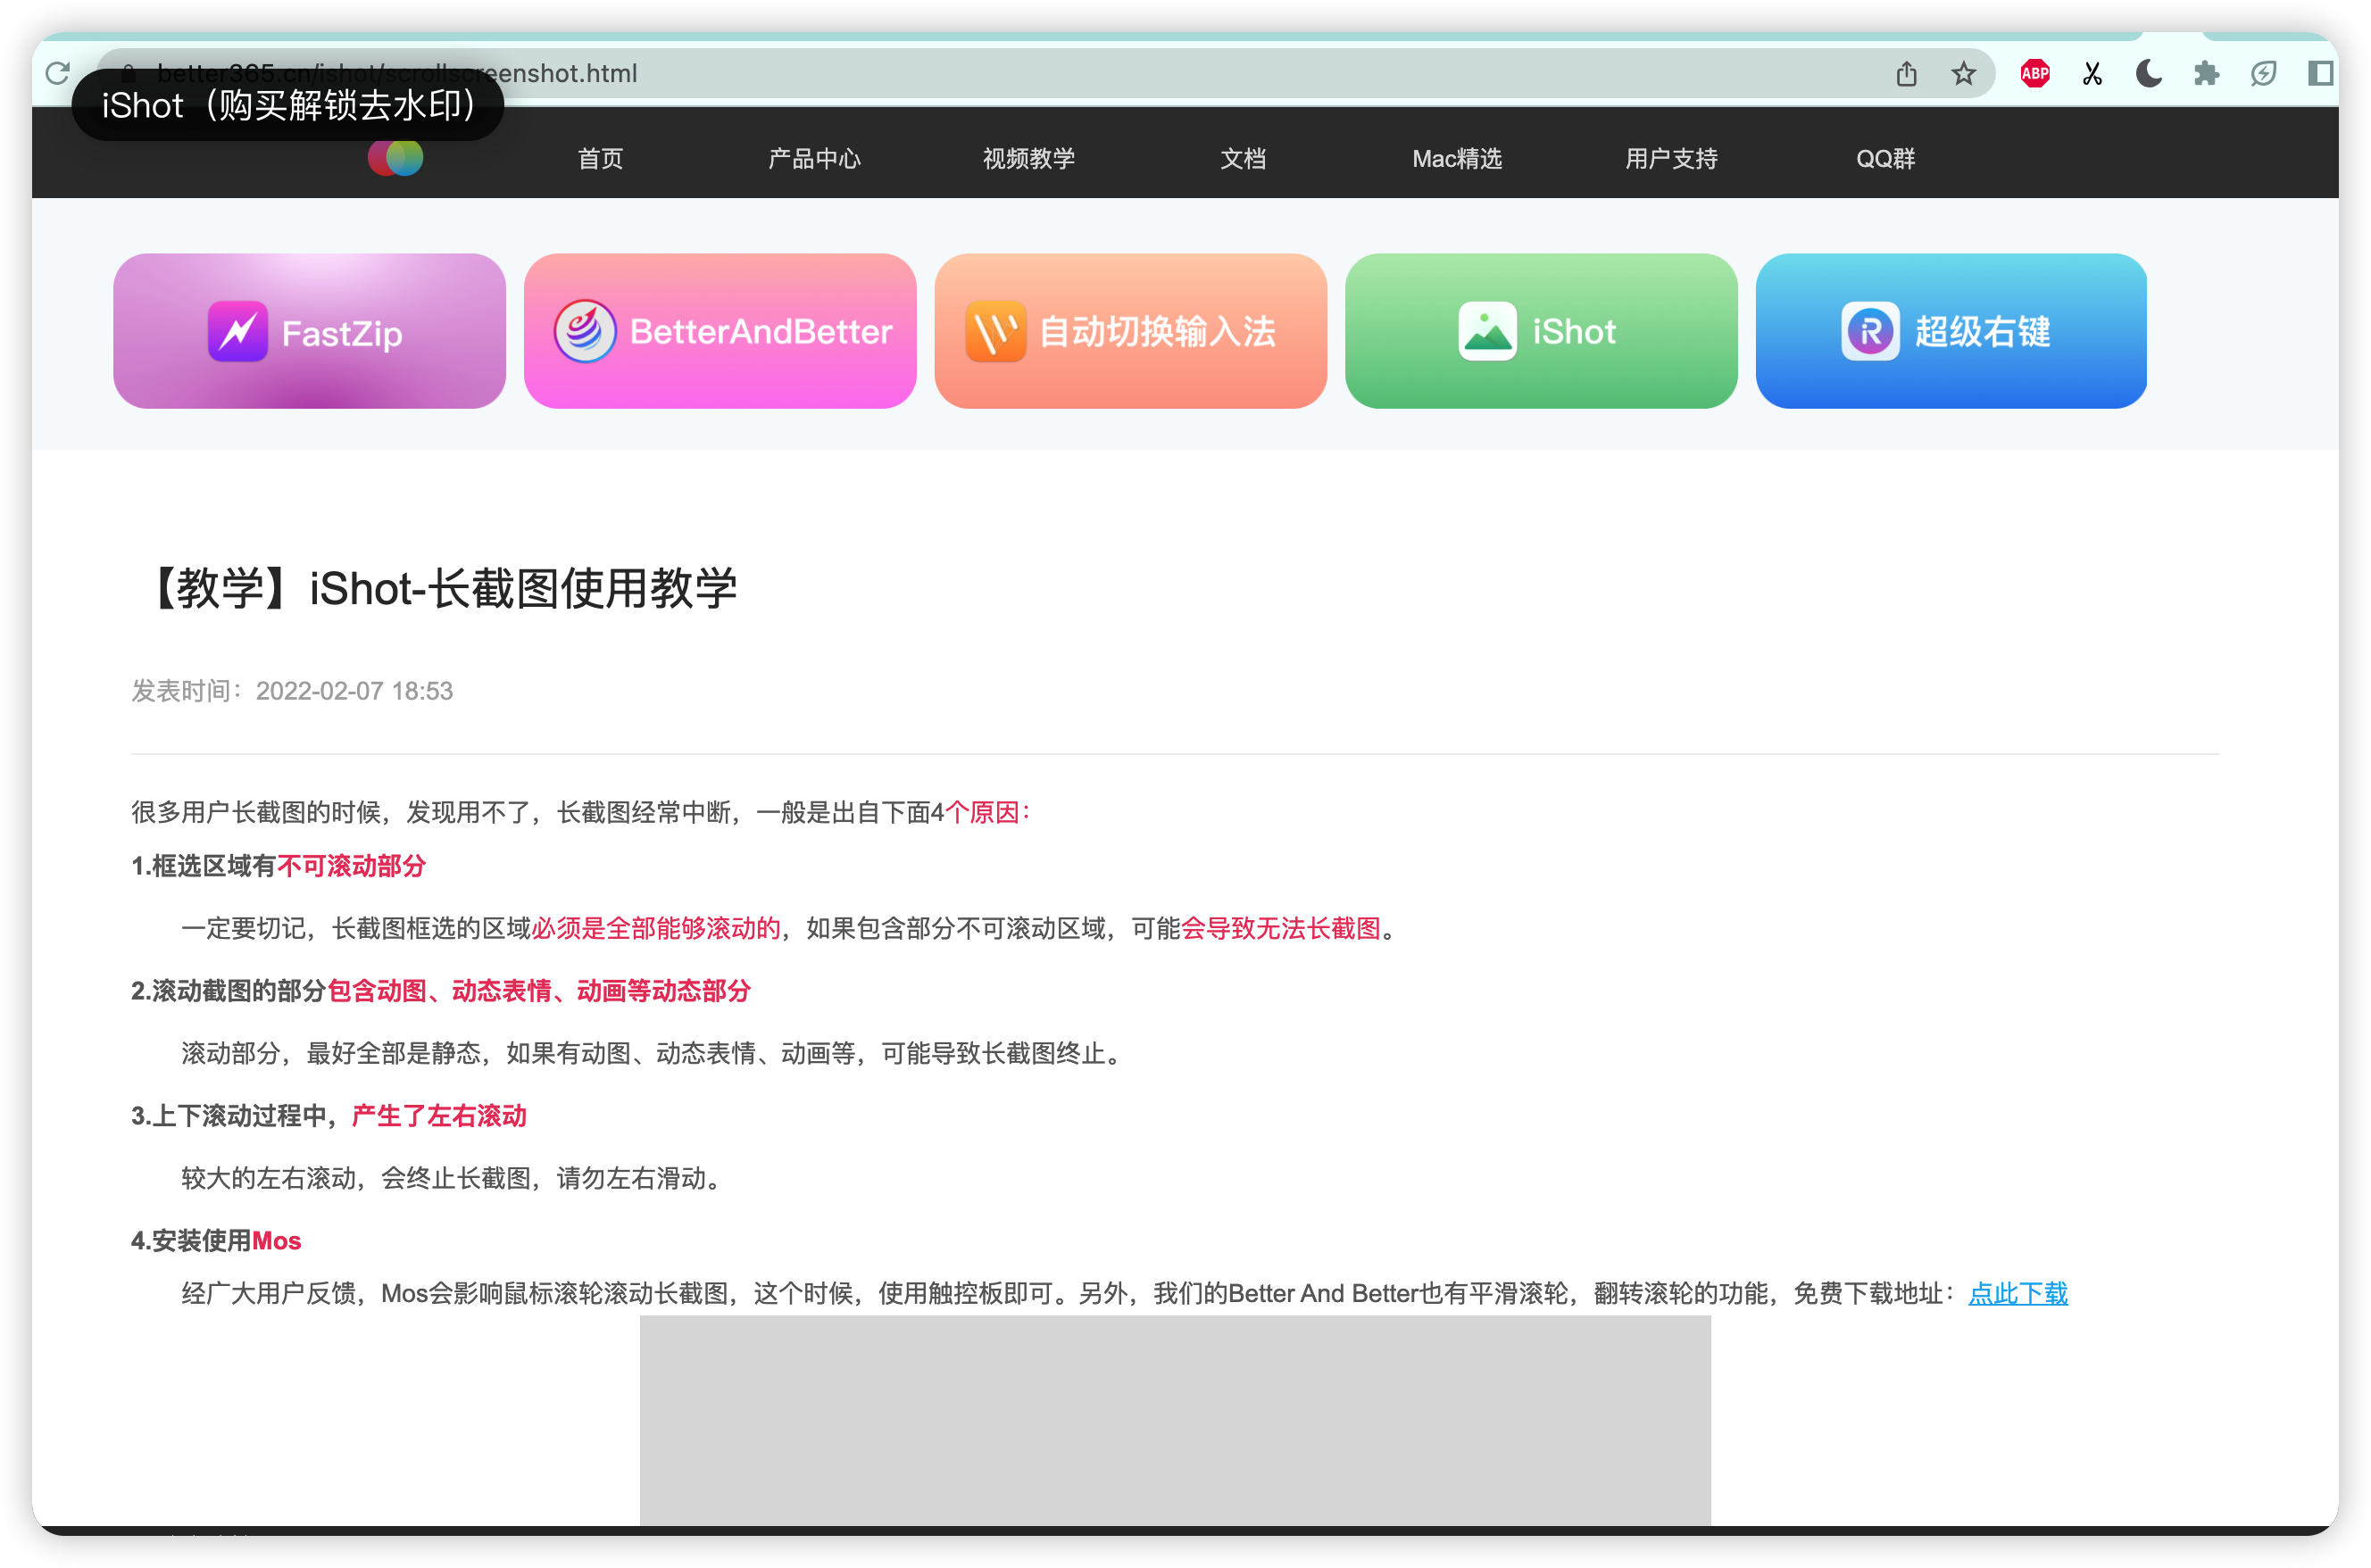 better365.cn/ishot/scrollscreenshot.html
ABP
iShot（购买解锁去水印）
首页
产品中心
视频教学
文档
Mac精选
用户支持
QQ群
FastZip
BetterAndBetter
自动切换输入法
iShot
iR
超级右键
【教学】iShot-长截图使用教学
发表时间：2022-02-07 18:53
很多用户长截图的时候，发现用不了，长截图经常中断，一般是出自下面4个原因：
1.框选区域有不可滚动部分
一定要切记，长截图框选的区域必须是全部能够滚动的，如果包含部分不可滚动区域，可能会导致无法长截图。
2.滚动截图的部分包含动图、动态表情、动画等动态部分
滚动部分，最好全部是静态，如果有动图、动态表情、动画等，可能导致长截图终止。
3.上下滚动过程中，产生了左右滚动
较大的左右滚动，会终止长截图，请勿左右滑动。
4.安装使用Mos
经广大用户反馈，Mos会影响鼠标滚轮滚动长截图，这个时候，使用触控板即可。另外，我们的Better And Better也有平滑滚轮，翻转滚轮的功能，免费下载地址：点此下载